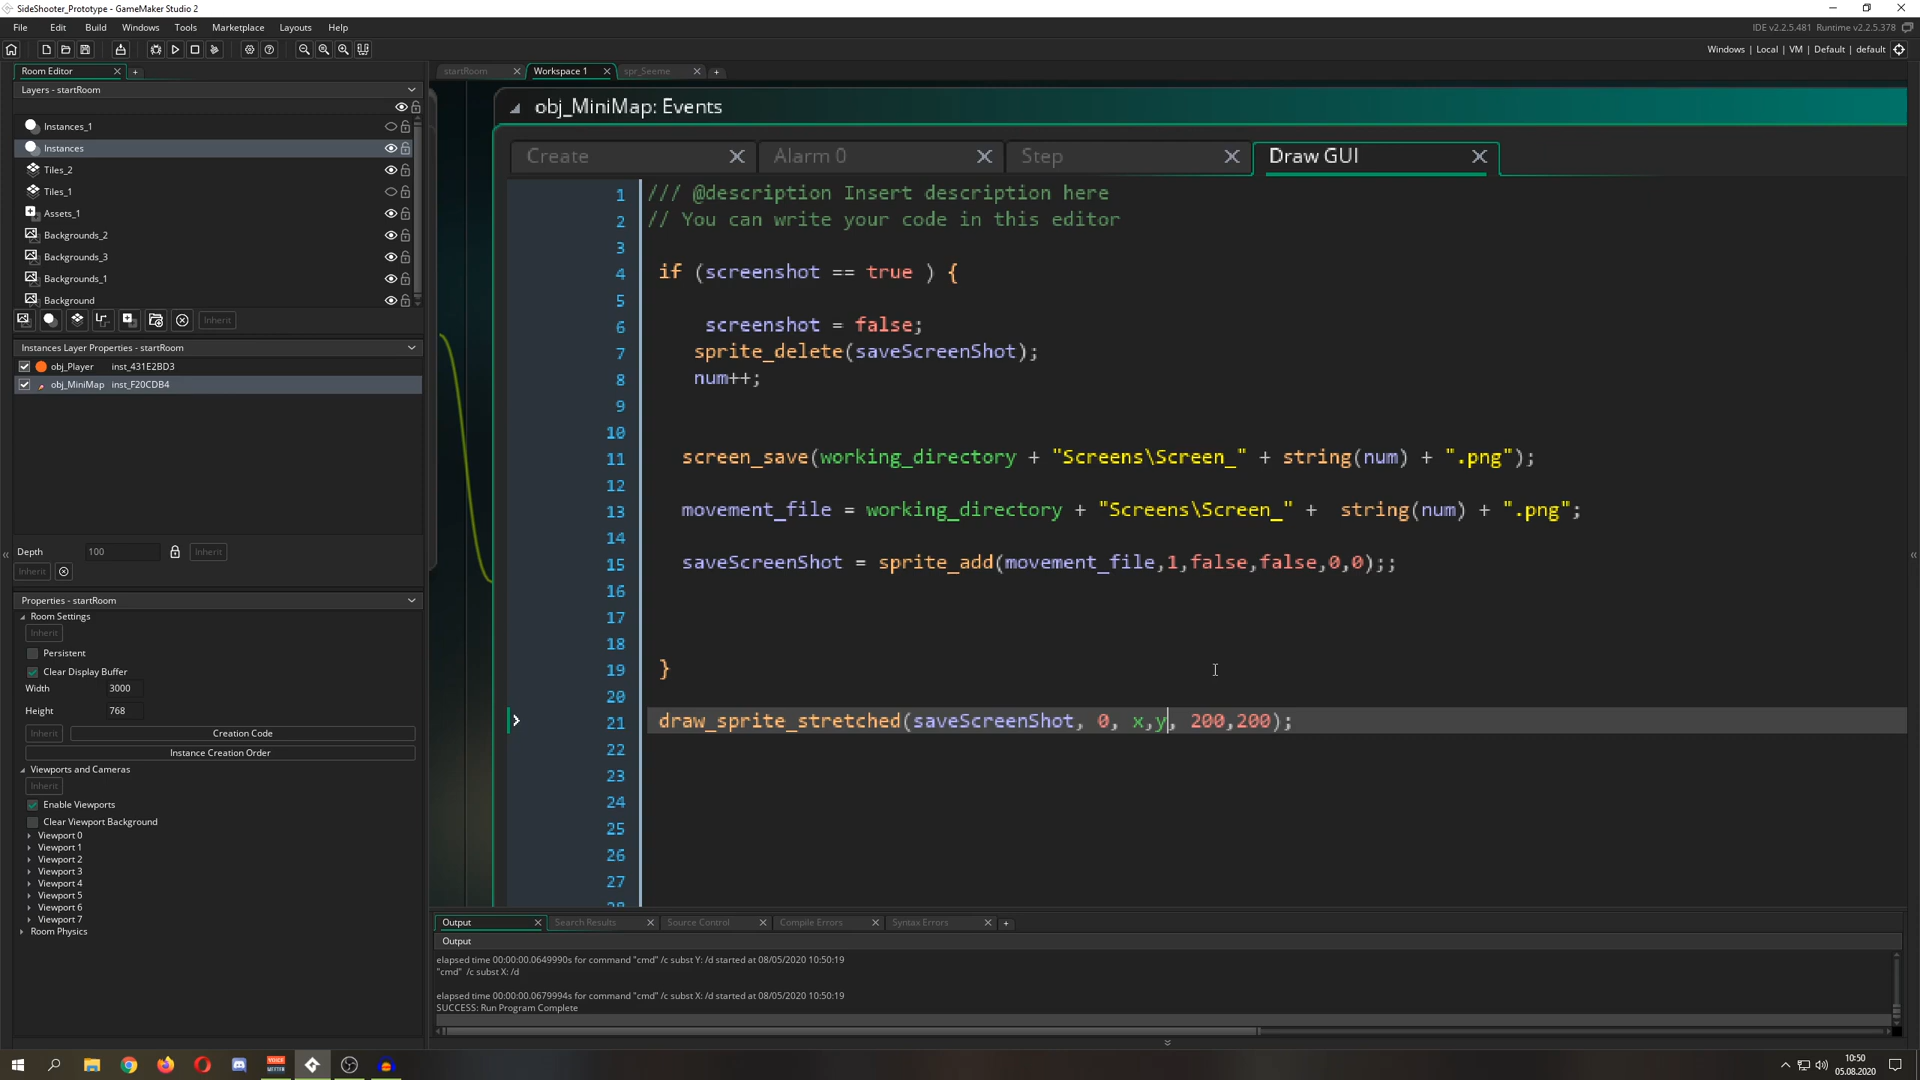 SideShooter_Prototype - GameMaker Studio 2
File Edit Build Windows Tools Marketplace Layouts Help
IDE v2.2.5.481 Runtime v2.2.5.378
Windows | Local | VM | Default | default
Room Editor
startRoom
Workspace 1
spr_Seeme
Layers - startRoom
Instances_1
Instances
Tiles_2
Tiles_1
Assets_1
Backgrounds_2
Backgrounds_3
Backgrounds_1
Background
Inherit
Instances Layer Properties - startRoom
obj_Player inst_431E2BD3
obj_MiniMap inst_F20CDB4
Depth 100 Inherit
Inherit
Properties - startRoom
Room Settings
Inherit
Persistent
Clear Display Buffer
Width 3000
Height 768
Inherit Creation Code
Instance Creation Order
Viewports and Cameras
Inherit
Enable Viewports
Clear Viewport Background
Viewport 0
Viewport 1
Viewport 2
Viewport 3
Viewport 4
Viewport 5
Viewport 6
Viewport 7
Room Physics
obj_MiniMap: Events
Create Alarm 0 Step Draw GUI
1 /// @description Insert description here
2 // You can write your code in this editor
3
4 if (screenshot == true ) {
5
6 screenshot = false;
7 sprite_delete(saveScreenShot);
8 num++;
9
10
11 screen_save(working_directory + "Screens\Screen_" + string(num) + ".png");
12
13 movement_file = working_directory + "Screens\Screen_" +  string(num) + ".png";
14
15 saveScreenShot = sprite_add(movement_file,1,false,false,0,0);;
16
17
18
19 }
20
21 draw_sprite_stretched(saveScreenShot, 0, x,y, 200,200);
22
23
24
25
26
27
28
Output Search Results Source Control Compile Errors Syntax Errors
Output
elapsed time 00:00:00.0649990s for command "cmd" /c subst Y: /d started at 08/05/2020 10:50:19
"cmd" /c subst X: /d
elapsed time 00:00:00.0679994s for command "cmd" /c subst X: /d started at 08/05/2020 10:50:19
SUCCESS: Run Program Complete
10:50
05.08.2020